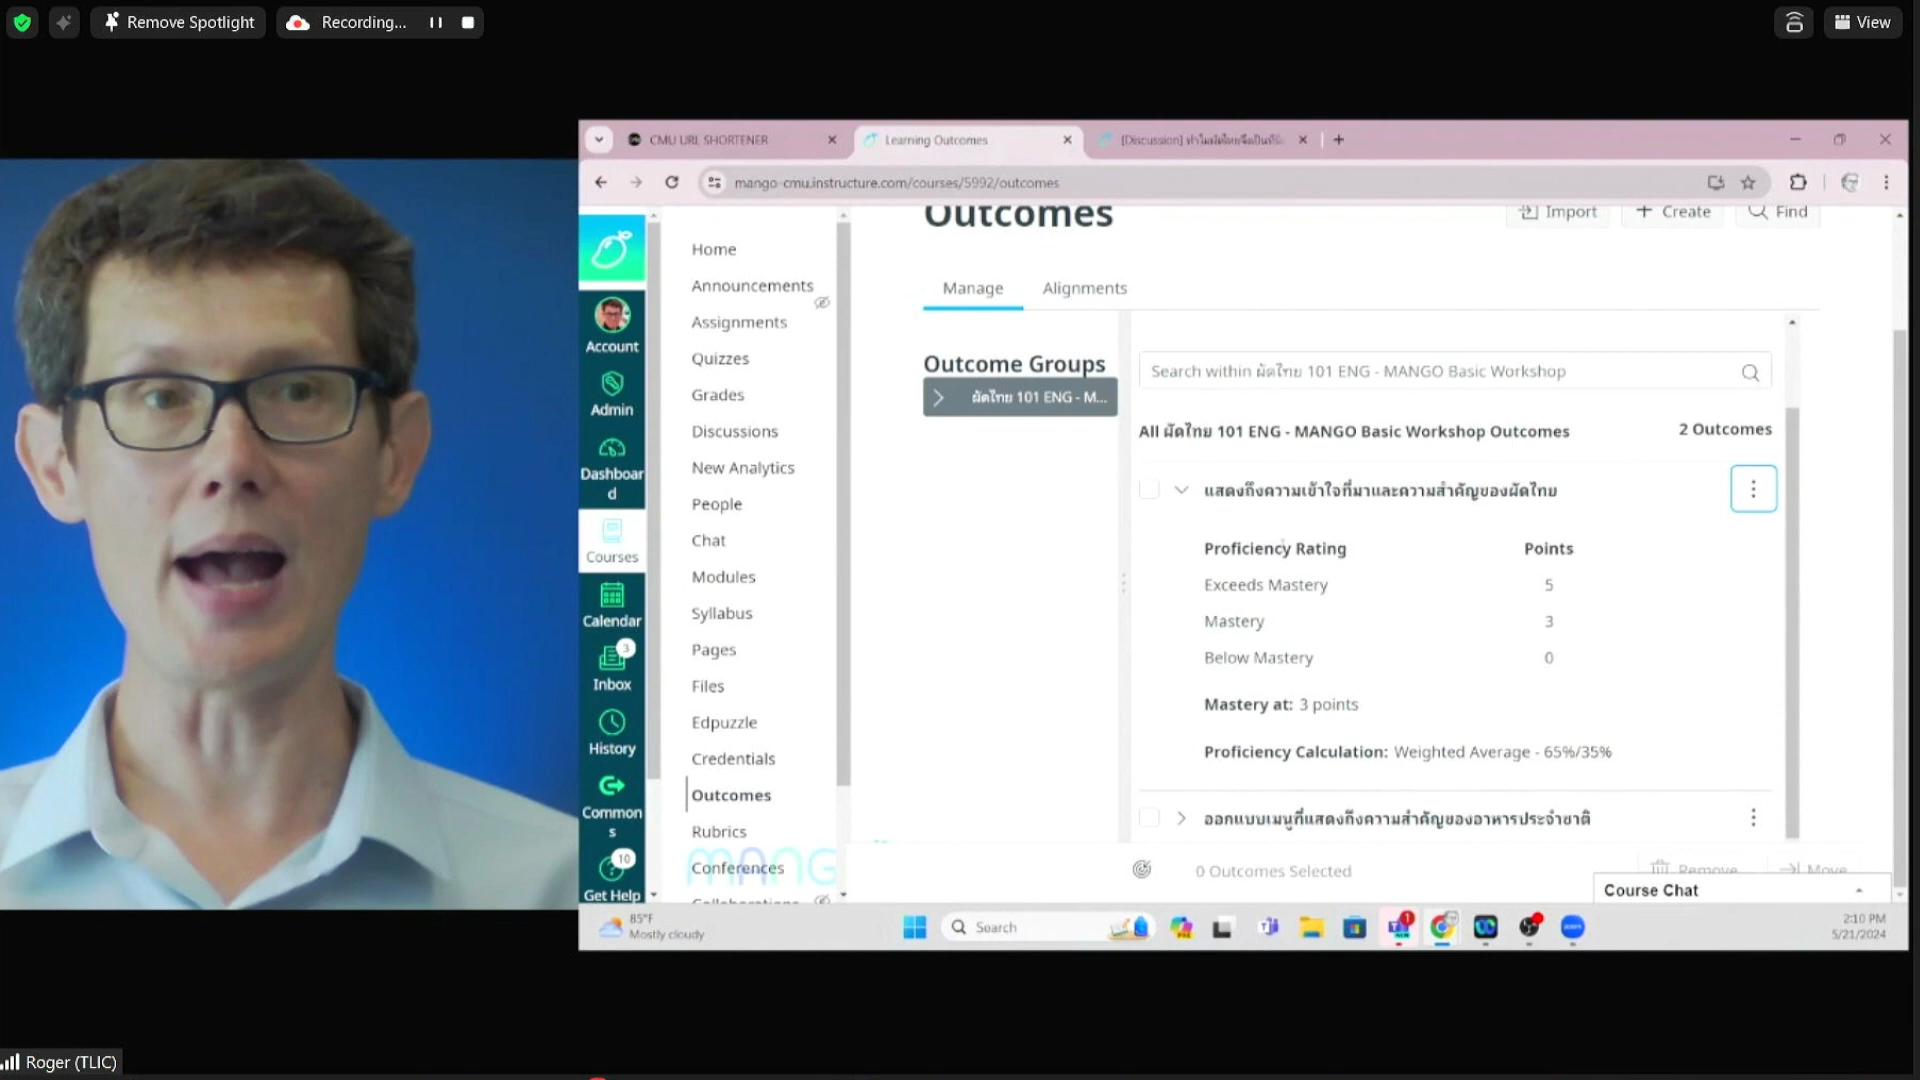 Remove Spotlight
Recording...
View
CMU URL SHORTENER
Learning Outcomes
mango-cmu.instructure.com/courses/5992/outcomes
Outcomes
Import
Create
Find
Manage
Alignments
Account
Admin
Dashboar
d
Courses
Calendar
3
Inbox
History
Common
s
10
Get Help
Home
Announcements
Assignments
Quizzes
Grades
Discussions
New Analytics
People
Chat
Modules
Syllabus
Pages
Files
Edpuzzle
Credentials
Outcomes
Rubrics
Conferences
Collaborations
Outcome Groups
ผัดไทย 101 ENG - M...
Search within ผัดไทย 101 ENG - MANGO Basic Workshop
All ผัดไทย 101 ENG - MANGO Basic Workshop Outcomes
2 Outcomes
แสดงถึงความเข้าใจที่มาและความสำคัญของผัดไทย
Proficiency Rating Points
Exceeds Mastery 5
Mastery 3
Below Mastery 0
Mastery at: 3 points
Proficiency Calculation: Weighted Average - 65%/35%
ออกแบบเมนูที่แสดงถึงความสำคัญของอาหารประจำชาติ
0 Outcomes Selected
Remove
Move
Course Chat
85°F
Mostly cloudy
Search
2:10 PM
5/21/2024
Roger (TLIC)